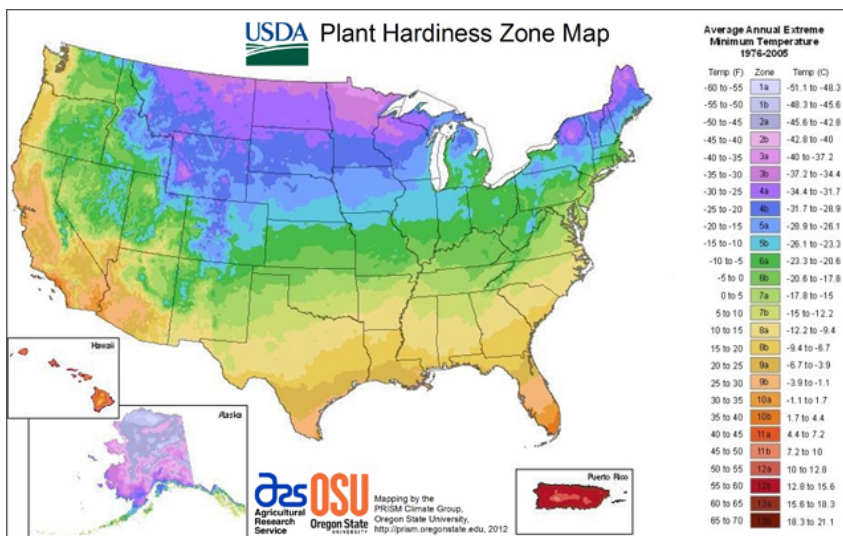 USDA Plant Hardiness Zone Map
Average Annual Extreme
Minimum Temperature
1976-2005
Temp (F) Zone Temp (C)
-60 to -55 1a -51.1 to -48.3
-55 to -50 1b -48.3 to -45.6
-50 to -45 2a -45.6 to -42.8
-45 to -40 2b -42.8 to -40
-40 to -35 3a -40 to -37.2
-35 to -30 3b -37.2 to -34.4
-30 to -25 4a -34.4 to -31.7
-25 to -20 4b -31.7 to -28.9
-20 to -15 5a -28.9 to -26.1
-15 to -10 5b -26.1 to -23.3
-10 to -5 6a -23.3 to -20.6
-5 to 0 6b -20.6 to -17.8
0 to 5 7a -17.8 to -15
5 to 10 7b -15 to -12.2
10 to 15 8a -12.2 to -9.4
15 to 20 8b -9.4 to -6.7
20 to 25 9a -6.7 to -3.9
25 to 30 9b -3.9 to -1.1
30 to 35 10a -1.1 to 1.7
35 to 40 10b 1.7 to 4.4
40 to 45 11a 4.4 to 7.2
45 to 50 11b 7.2 to 10
50 to 55 12a 10 to 12.8
55 to 60 12b 12.8 to 15.6
60 to 65 13a 15.6 to 18.3
65 to 70 13b 18.3 to 21.1
Hawaii
Alaska
ars
Agricultural
Research
Service
OSU
Oregon State
UNIVERSITY
Mapping by the
PRISM Climate Group,
Oregon State University,
http://prism.oregonstate.edu, 2012
Puerto Rico